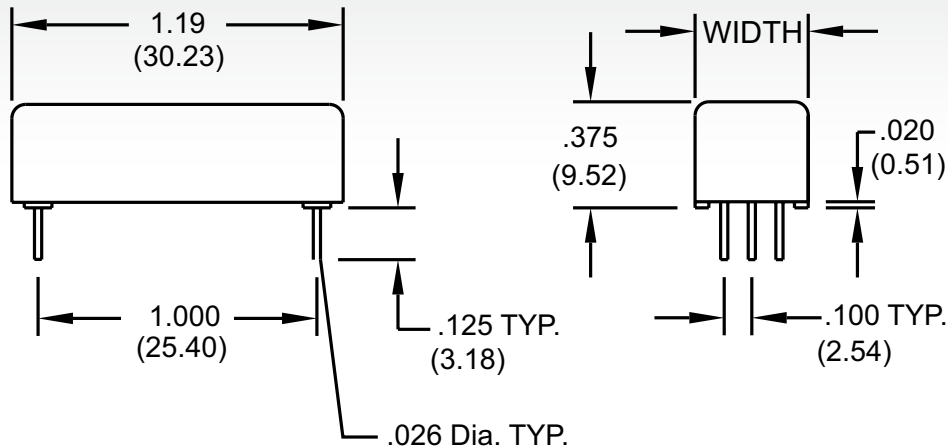 1.19
(30.23)
WIDTH
.375
(9.52)
.020
(0.51)
1.000
(25.40)
.125 TYP.
(3.18)
.100 TYP.
(2.54)
.026 Dia. TYP.